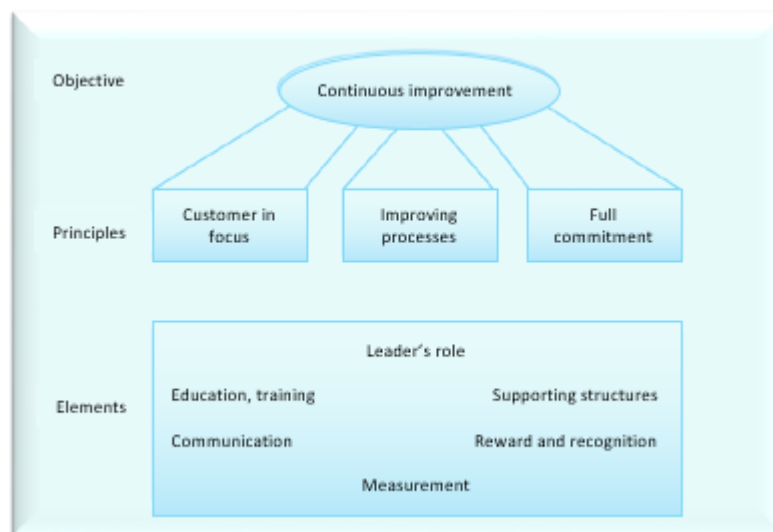 Objective
Continuous improvement
Principles
Customer in
focus
Improving
processes
Full
commitment
Elements
Leader's role
Education, training
Supporting structures
Communication
Reward and recognition
Measurement